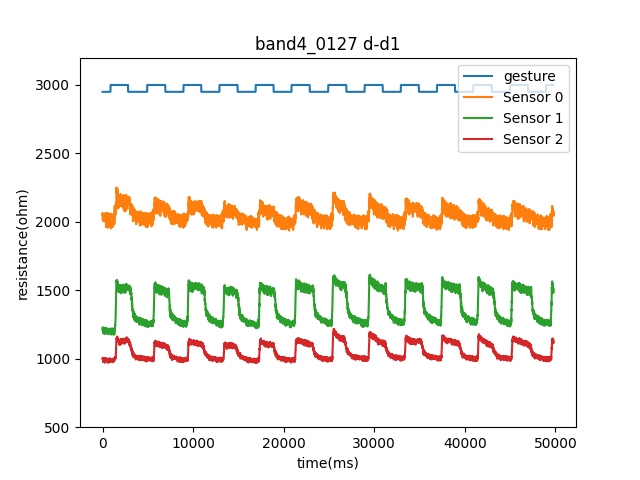 band4_0127 d-d1
gesture
Sensor 0
Sensor 1
Sensor 2
3000
2500
2000
1500
1000
500
resistance(ohm)
0 10000 20000 30000 40000 50000
time(ms)